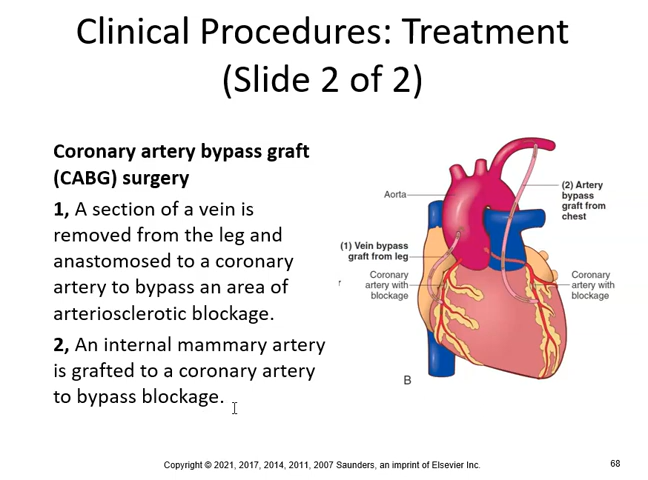 Clinical Procedures: Treatment
(Slide 2 of 2)
Coronary artery bypass graft
(CABG) surgery
1, A section of a vein is
removed from the leg and
anastomosed to a coronary
artery to bypass an area of
arteriosclerotic blockage.
2, An internal mammary artery
is grafted to a coronary artery
to bypass blockage.
Aorta
(2) Artery
bypass
graft from
chest
(1) Vein bypass
graft from leg
Coronary
artery with
blockage
Coronary
artery with
blockage
B
Copyright © 2021, 2017, 2014, 2011, 2007 Saunders, an imprint of Elsevier Inc.
68